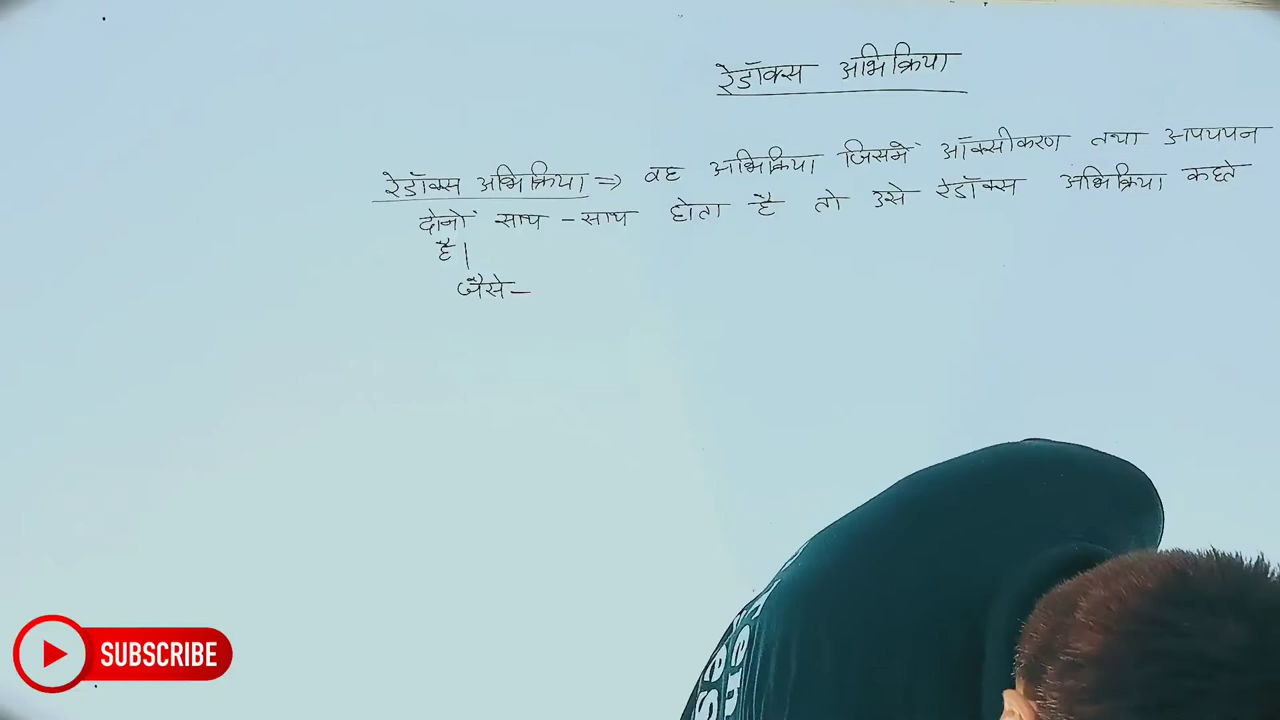 रेडॉक्स अभिक्रिया
रेडॉक्स अभिक्रिया ⇒ वह अभिक्रिया जिसमें ऑक्सीकरण तथा अपचयन
दोनों साथ - साथ होता है तो उसे रेडॉक्स अभिक्रिया कहते
है।
जैसे-
SUBSCRIBE